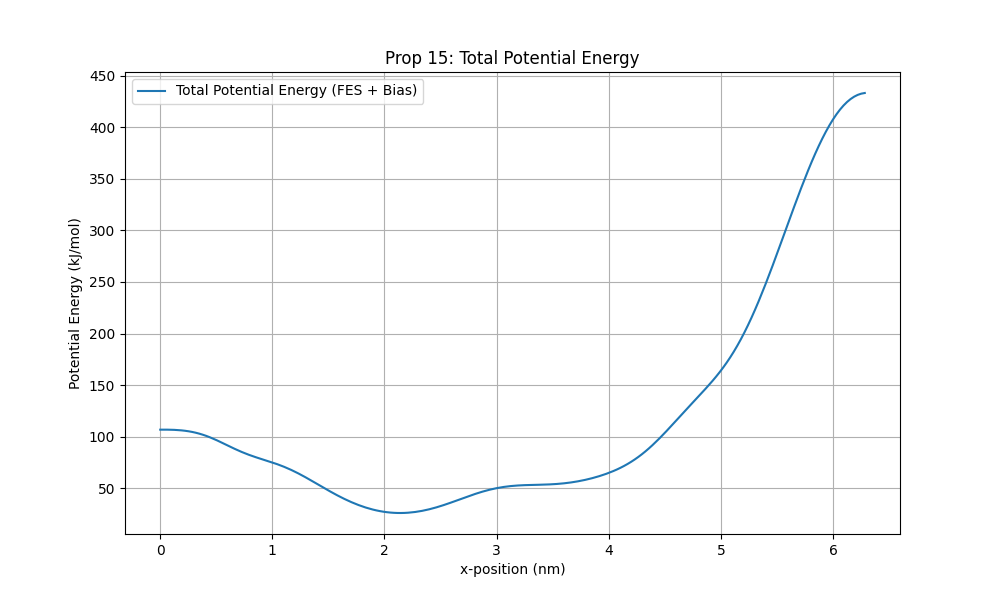 Prop 15: Total Potential Energy
Total Potential Energy (FES + Bias)
Potential Energy (kJ/mol)
450
400
350
300
250
200
150
100
50
0 1 2 3 4 5 6
x-position (nm)